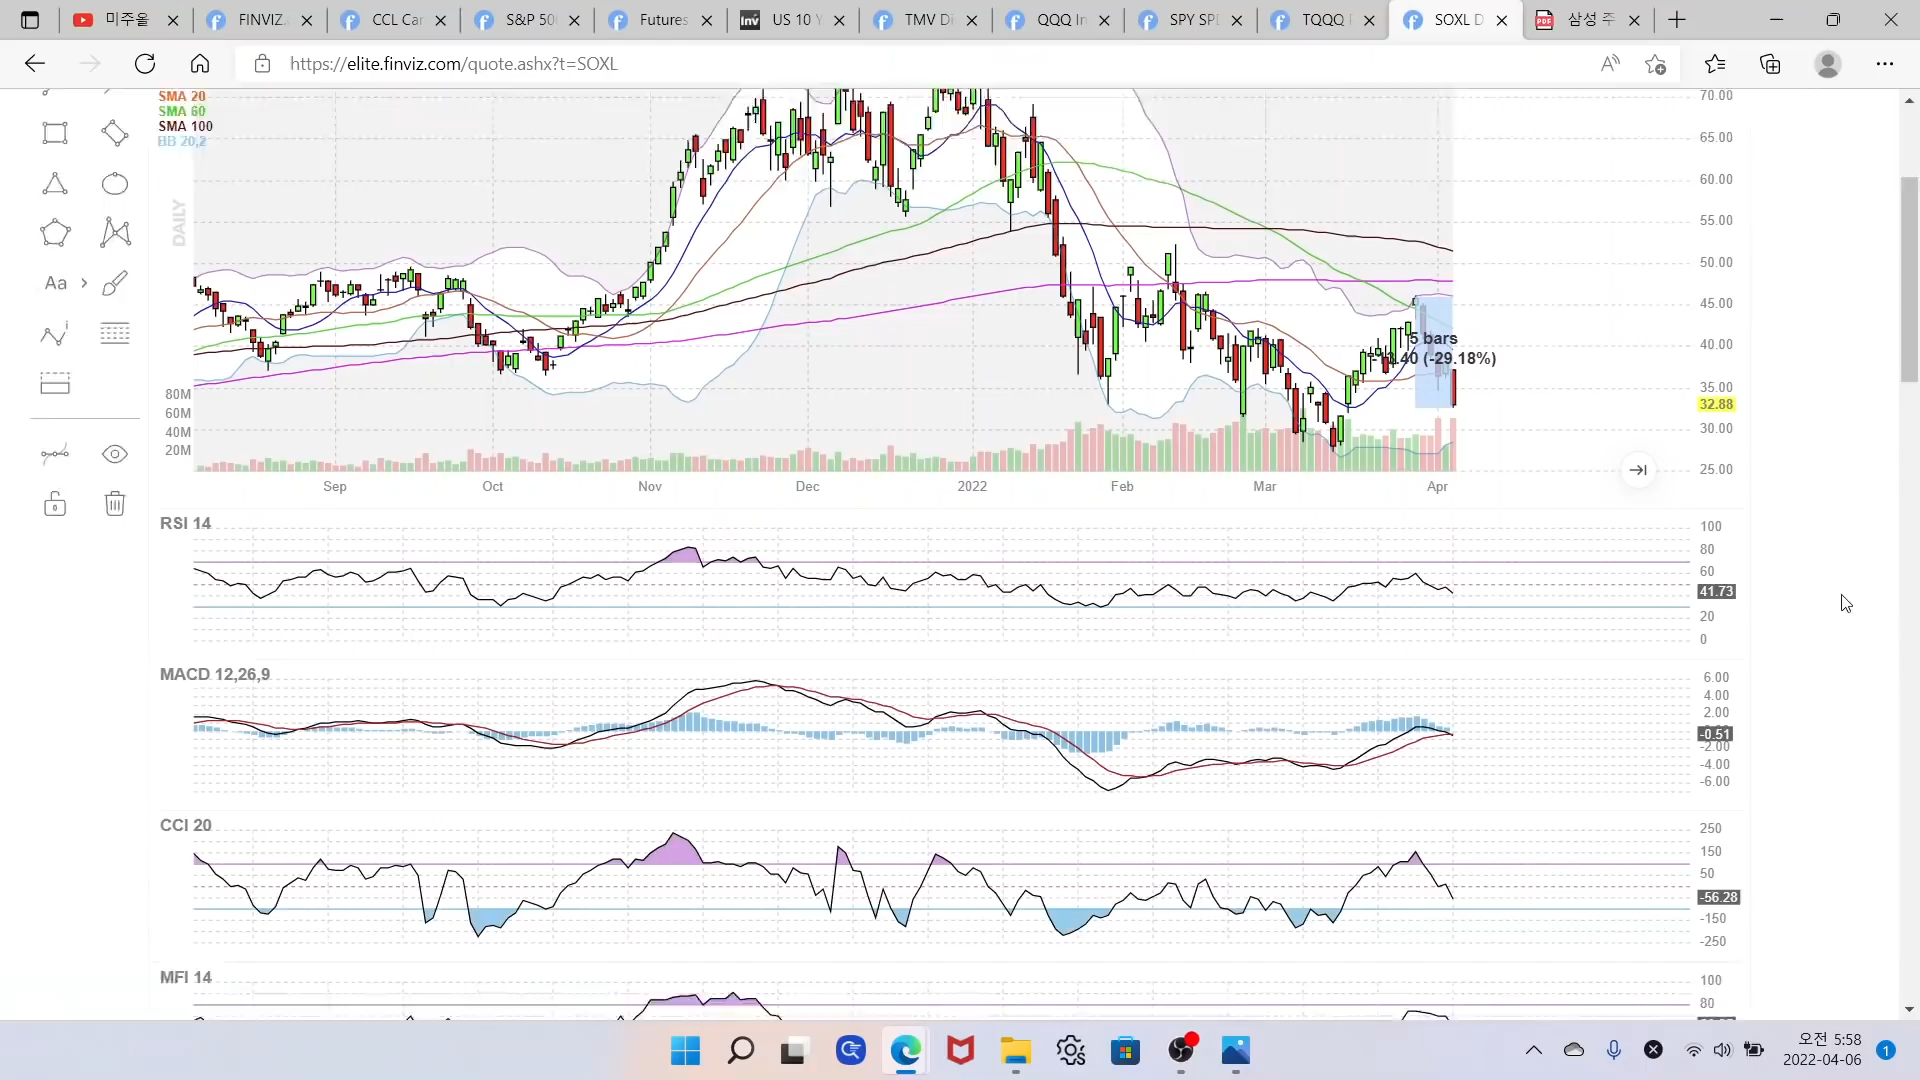 미주올
FINVIZ.
CCL Car
S&P 50
Futures
Inv
US 10 Y
TMV Di
QQQ In
SPY SPD
TQQQ
SOXL D
PDF
삼성 주
https://elite.finviz.com/quote.ashx?t=SOXL
SMA 20
SMA 60
SMA 100
BB 20,2
DAILY
Aa
5 bars
3.40 (-29.18%)
70.00
65.00
60.00
55.00
50.00
45.00
40.00
35.00
32.88
30.00
25.00
80M
60M
40M
20M
Sep
Oct
Nov
Dec
2022
Feb
Mar
Apr
RSI 14
100
80
60
41.73
20
0
MACD 12,26,9
6.00
4.00
2.00
-0.51
-2.00
-4.00
-6.00
CCI 20
250
150
50
-56.28
-150
-250
MFI 14
100
80
오전 5:58
2022-04-06
1